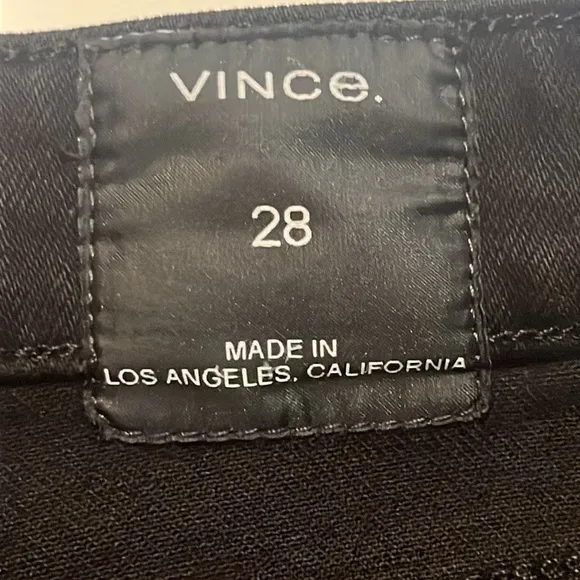 VINCE.
28
MADE IN
LOS ANGELES, CALIFORNIA